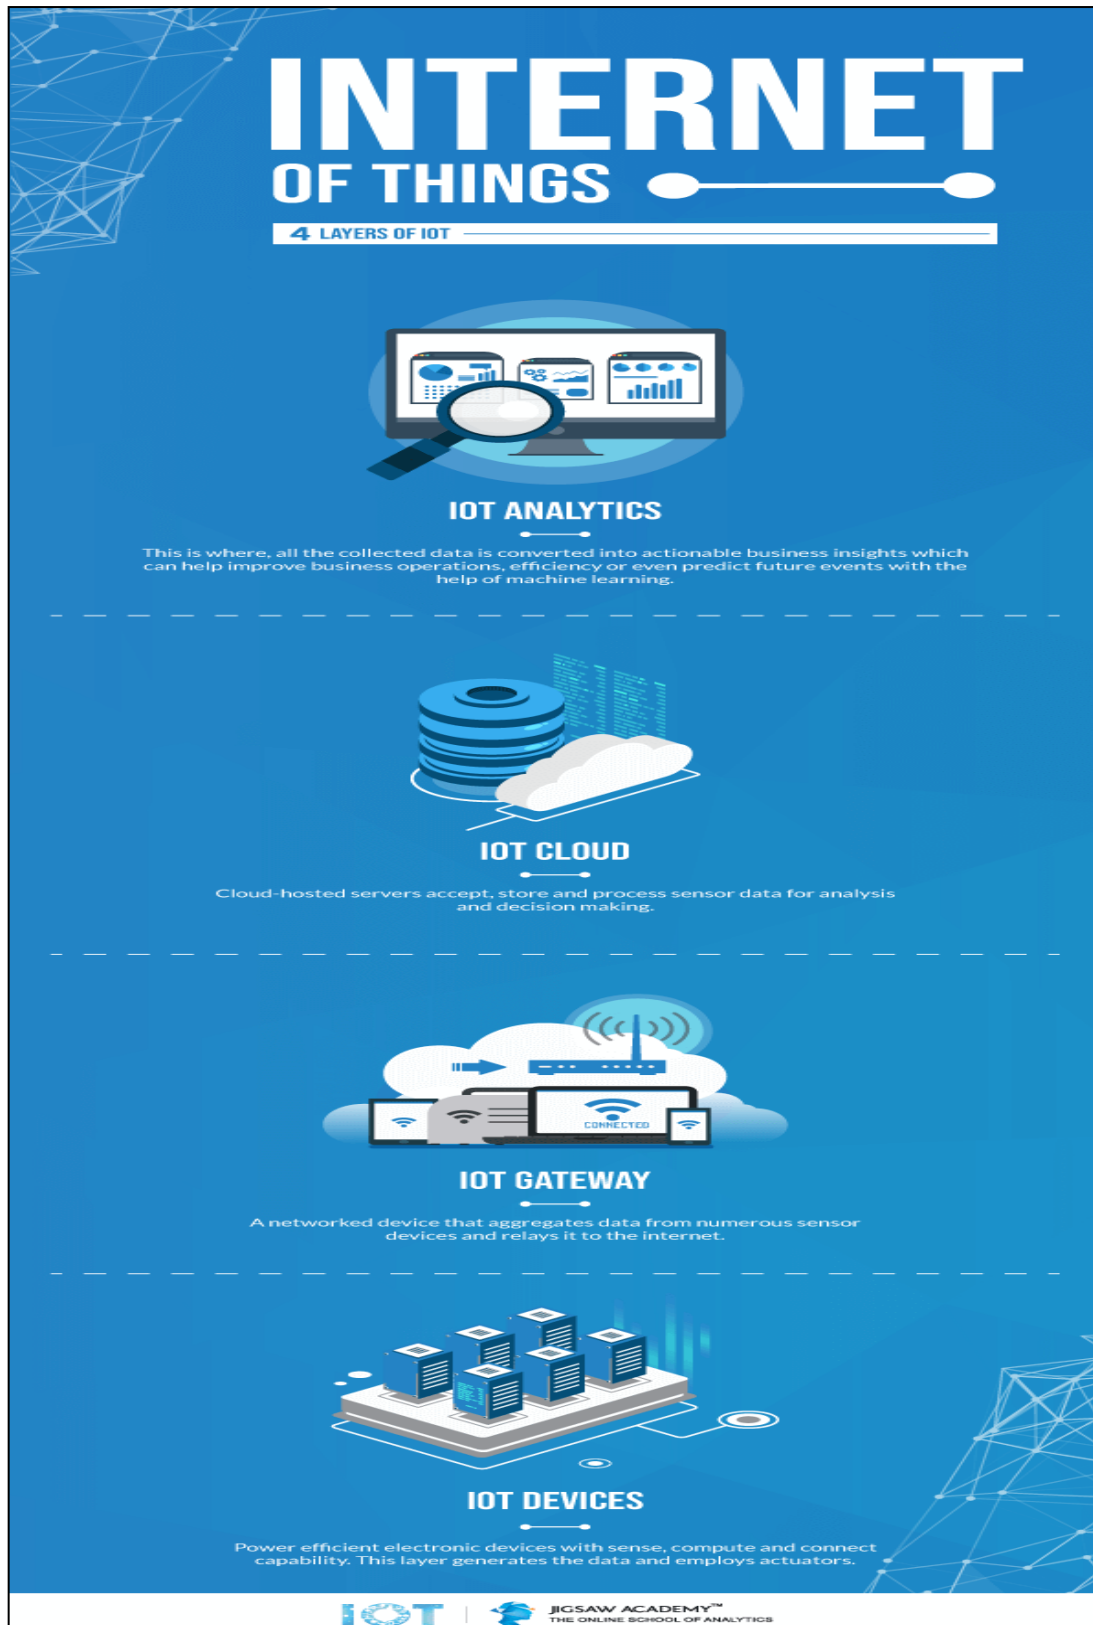 INTERNET
OF THINGS
4 LAYERS OF IOT
IOT ANALYTICS
This is where, all the collected data is converted into actionable business insights which
can help improve business operations, efficiency or even predict future events with the
help of machine learning.
IOT CLOUD
Cloud-hosted servers accept, store and process sensor data for analysis
and decision making.
CONNECTED
IOT GATEWAY
A networked device that aggregates data from numerous sensor
devices and relays it to the internet.
IOT DEVICES
Power efficient electronic devices with sense, compute and connect
capability. This layer generates the data and employs actuators.
IOT
JIGSAW ACADEMY™
THE ONLINE SCHOOL OF ANALYTICS